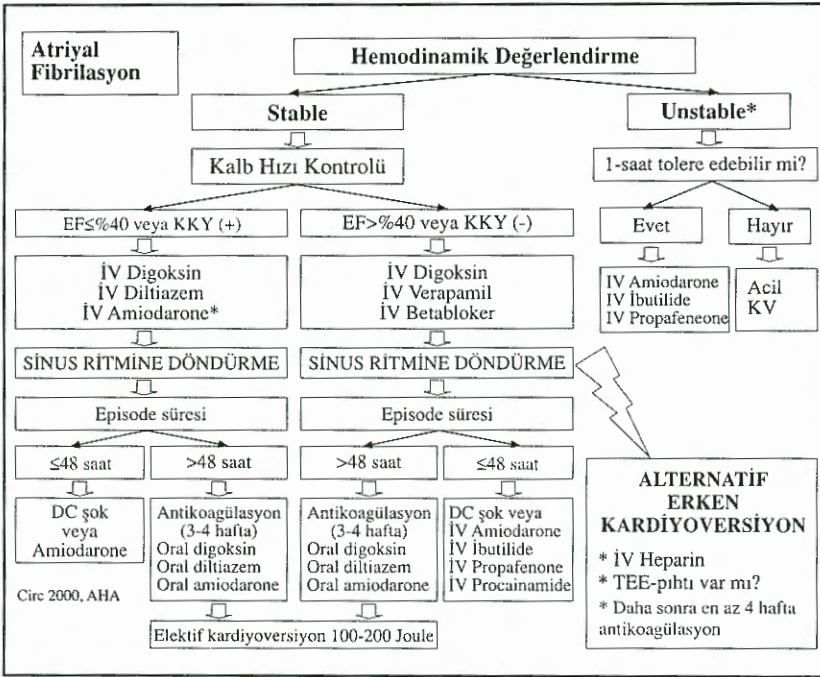 Atriyal
Fibrilasyon
Hemodinamik Değerlendirme
Stable
Unstable*
Kalb Hızı Kontrolü
1-saat tolere edebilir mi?
EF≤%40 veya KKY (+)
EF>%40 veya KKY (-)
Evet
Hayır
İV Digoksin
İV Diltiazem
İV Amiodarone*
İV Digoksin
İV Verapamil
İV Betabloker
IV Amiodarone
IV İbutilide
IV Propafeneone
Acil
KV
SİNUS RİTMİNE DÖNDÜRME
SİNUS RİTMİNE DÖNDÜRME
Episode süresi
Episode süresi
≤48 saat
>48 saat
>48 saat
≤48 saat
DC şok
veya
Amiodarone
Antikoagülasyon
(3-4 hafta)
Oral digoksin
Oral diltiazem
Oral amiodarone
Antikoagülasyon
(3-4 hafta)
Oral digoksin
Oral diltiazem
Oral amiodarone
DC şok veya
İV Amiodarone
İV İbutilide
İV Propafenone
İV Procainamide
ALTERNATİF
ERKEN
KARDİYOVERSİYON
* İV Heparin
* TEE-pıhtı var mı?
* Daha sonra en az 4 hafta
antikoagülasyon
Circ 2000, AHA
Elektif kardiyoversiyon 100-200 Joule